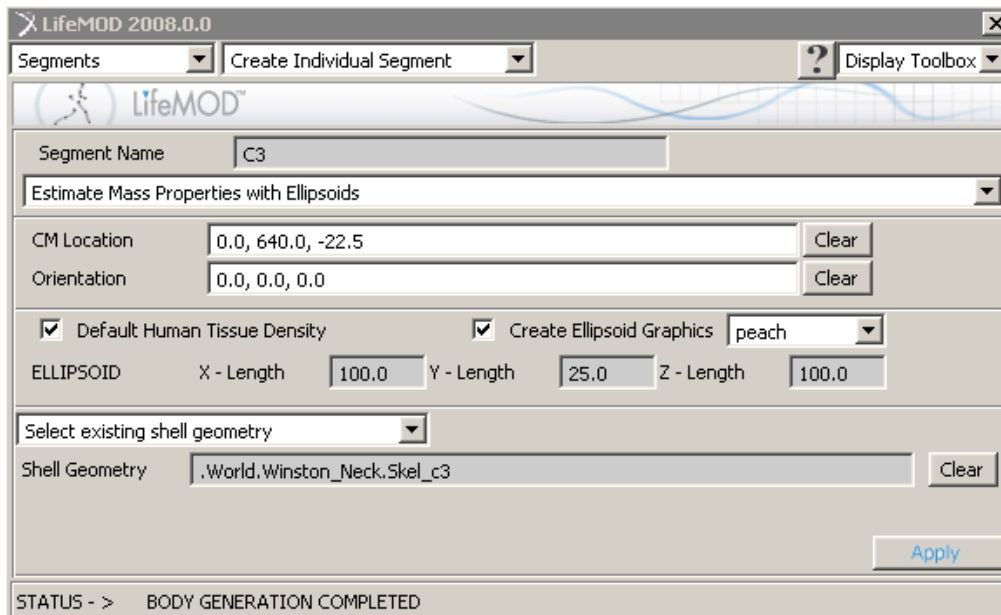 LifeMOD 2008.0.0
Segments Create Individual Segment ? Display Toolbox
LifeMOD™
Segment Name C3
Estimate Mass Properties with Ellipsoids
CM Location 0.0, 640.0, -22.5 Clear
Orientation 0.0, 0.0, 0.0 Clear
Default Human Tissue Density Create Ellipsoid Graphics peach
ELLIPSOID X - Length 100.0 Y - Length 25.0 Z - Length 100.0
Select existing shell geometry
Shell Geometry .World.Winston_Neck.Skel_c3 Clear
Apply
STATUS - > BODY GENERATION COMPLETED